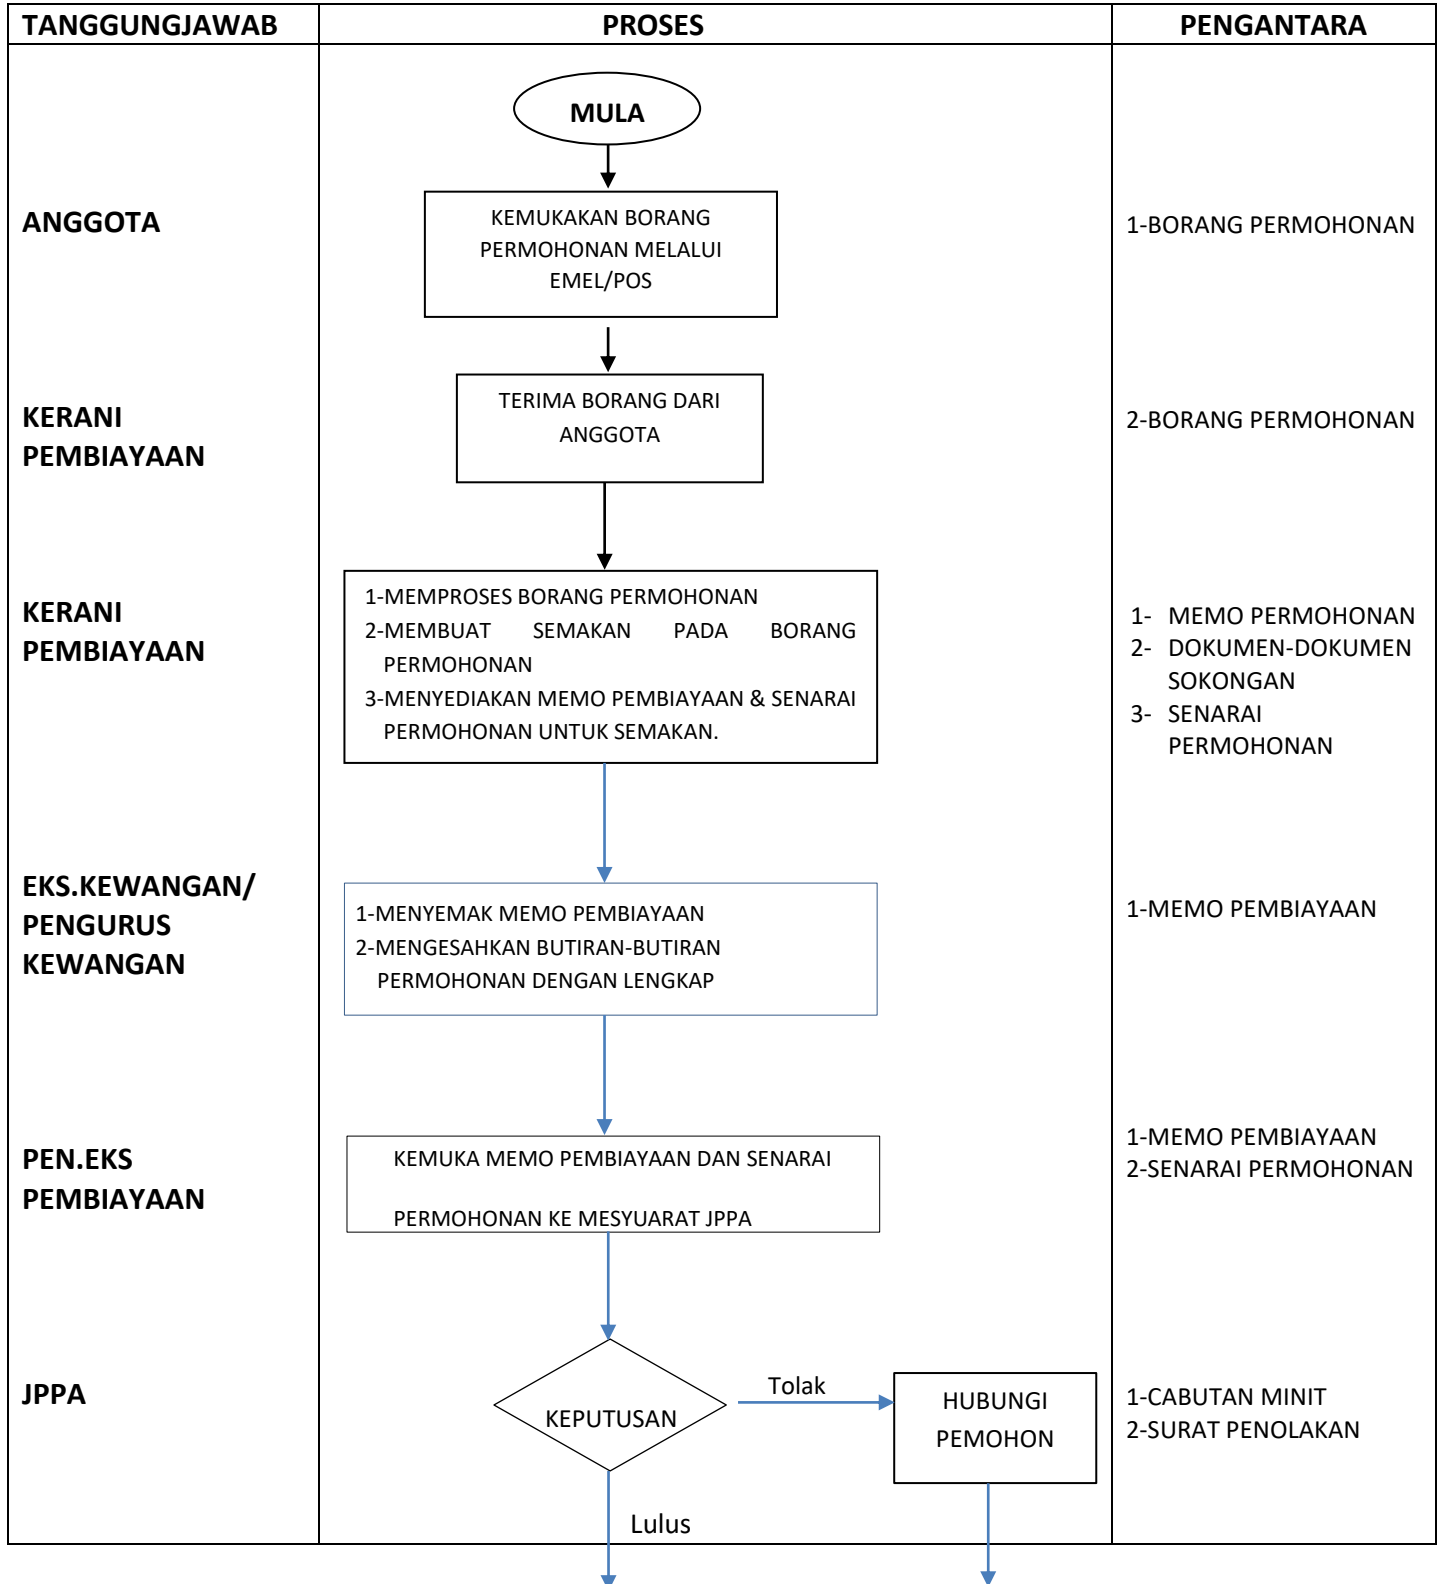 TANGGUNGJAWAB
PROSES
PENGANTARA
MULA
ANGGOTA
KEMUKAKAN BORANG
PERMOHONAN MELALUI
EMEL/POS
1-BORANG PERMOHONAN
KERANI
PEMBIAYAAN
TERIMA BORANG DARI
ANGGOTA
2-BORANG PERMOHONAN
KERANI
PEMBIAYAAN
1-MEMPROSES BORANG PERMOHONAN
2-MEMBUAT SEMAKAN PADA BORANG
PERMOHONAN
3-MENYEDIAKAN MEMO PEMBIAYAAN & SENARAI
PERMOHONAN UNTUK SEMAKAN.
1- MEMO PERMOHONAN
2- DOKUMEN-DOKUMEN
SOKONGAN
3- SENARAI
PERMOHONAN
EKS.KEWANGAN/
PENGURUS
KEWANGAN
1-MENYEMAK MEMO PEMBIAYAAN
2-MENGESAHKAN BUTIRAN-BUTIRAN
PERMOHONAN DENGAN LENGKAP
1-MEMO PEMBIAYAAN
PEN.EKS
PEMBIAYAAN
KEMUKA MEMO PEMBIAYAAN DAN SENARAI
PERMOHONAN KE MESYUARAT JPPA
1-MEMO PEMBIAYAAN
2-SENARAI PERMOHONAN
JPPA
KEPUTUSAN
Tolak
HUBUNGI
PEMOHON
1-CABUTAN MINIT
2-SURAT PENOLAKAN
Lulus